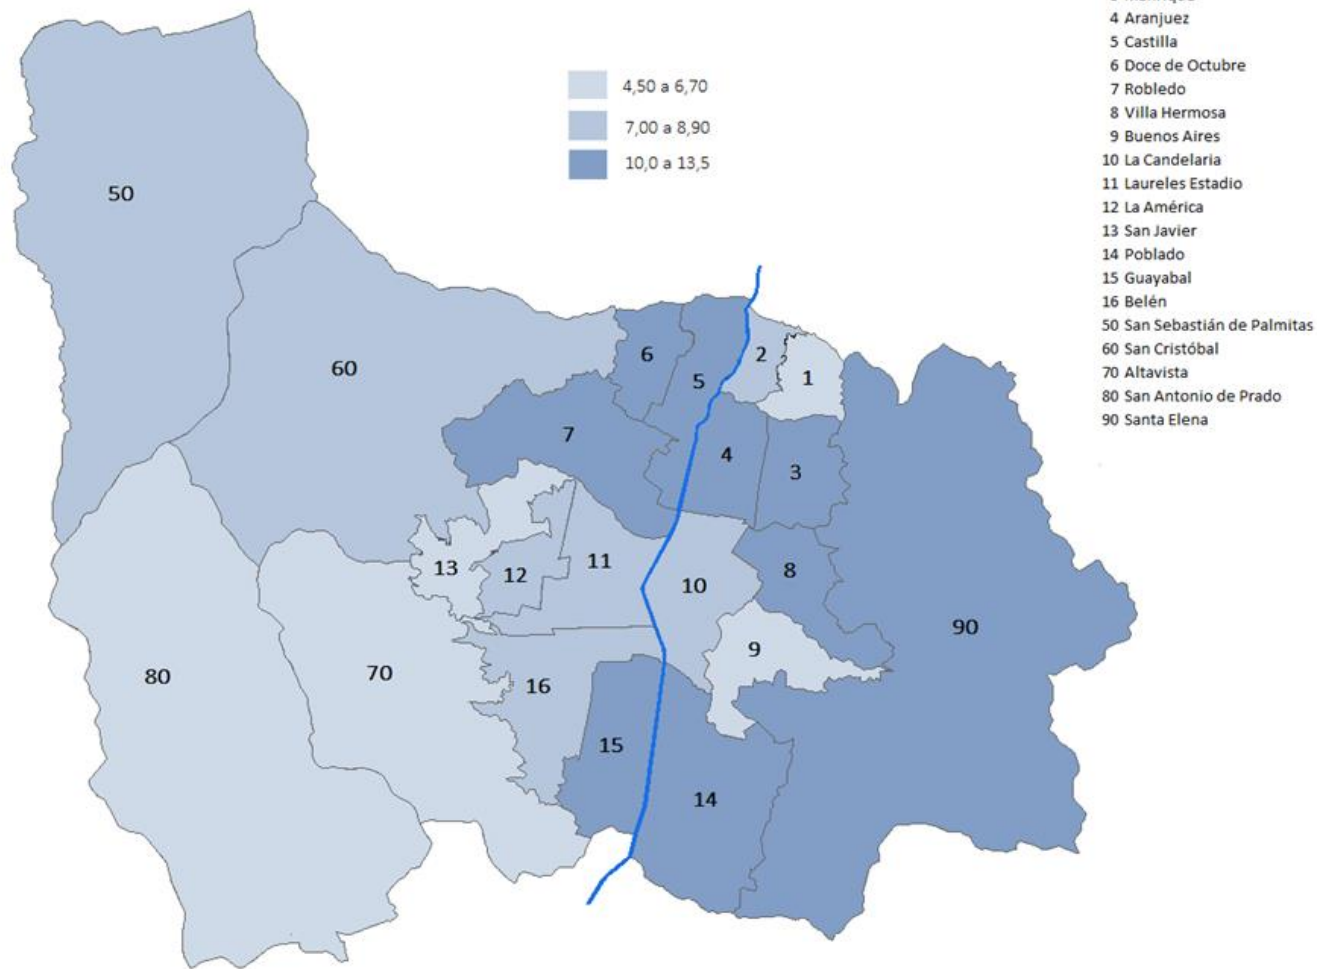 4 Aranjuez
5 Castilla
6 Doce de Octubre
7 Robledo
8 Villa Hermosa
9 Buenos Aires
10 La Candelaria
11 Laureles Estadio
12 La América
13 San Javier
14 Poblado
15 Guayabal
16 Belén
50 San Sebastián de Palmitas
60 San Cristóbal
70 Altavista
80 San Antonio de Prado
90 Santa Elena
4,50 a 6,70
7,00 a 8,90
10,0 a 13,5
50
60
6
5
2
1
7
4
3
13
12
11
10
8
90
9
80
70
16
15
14